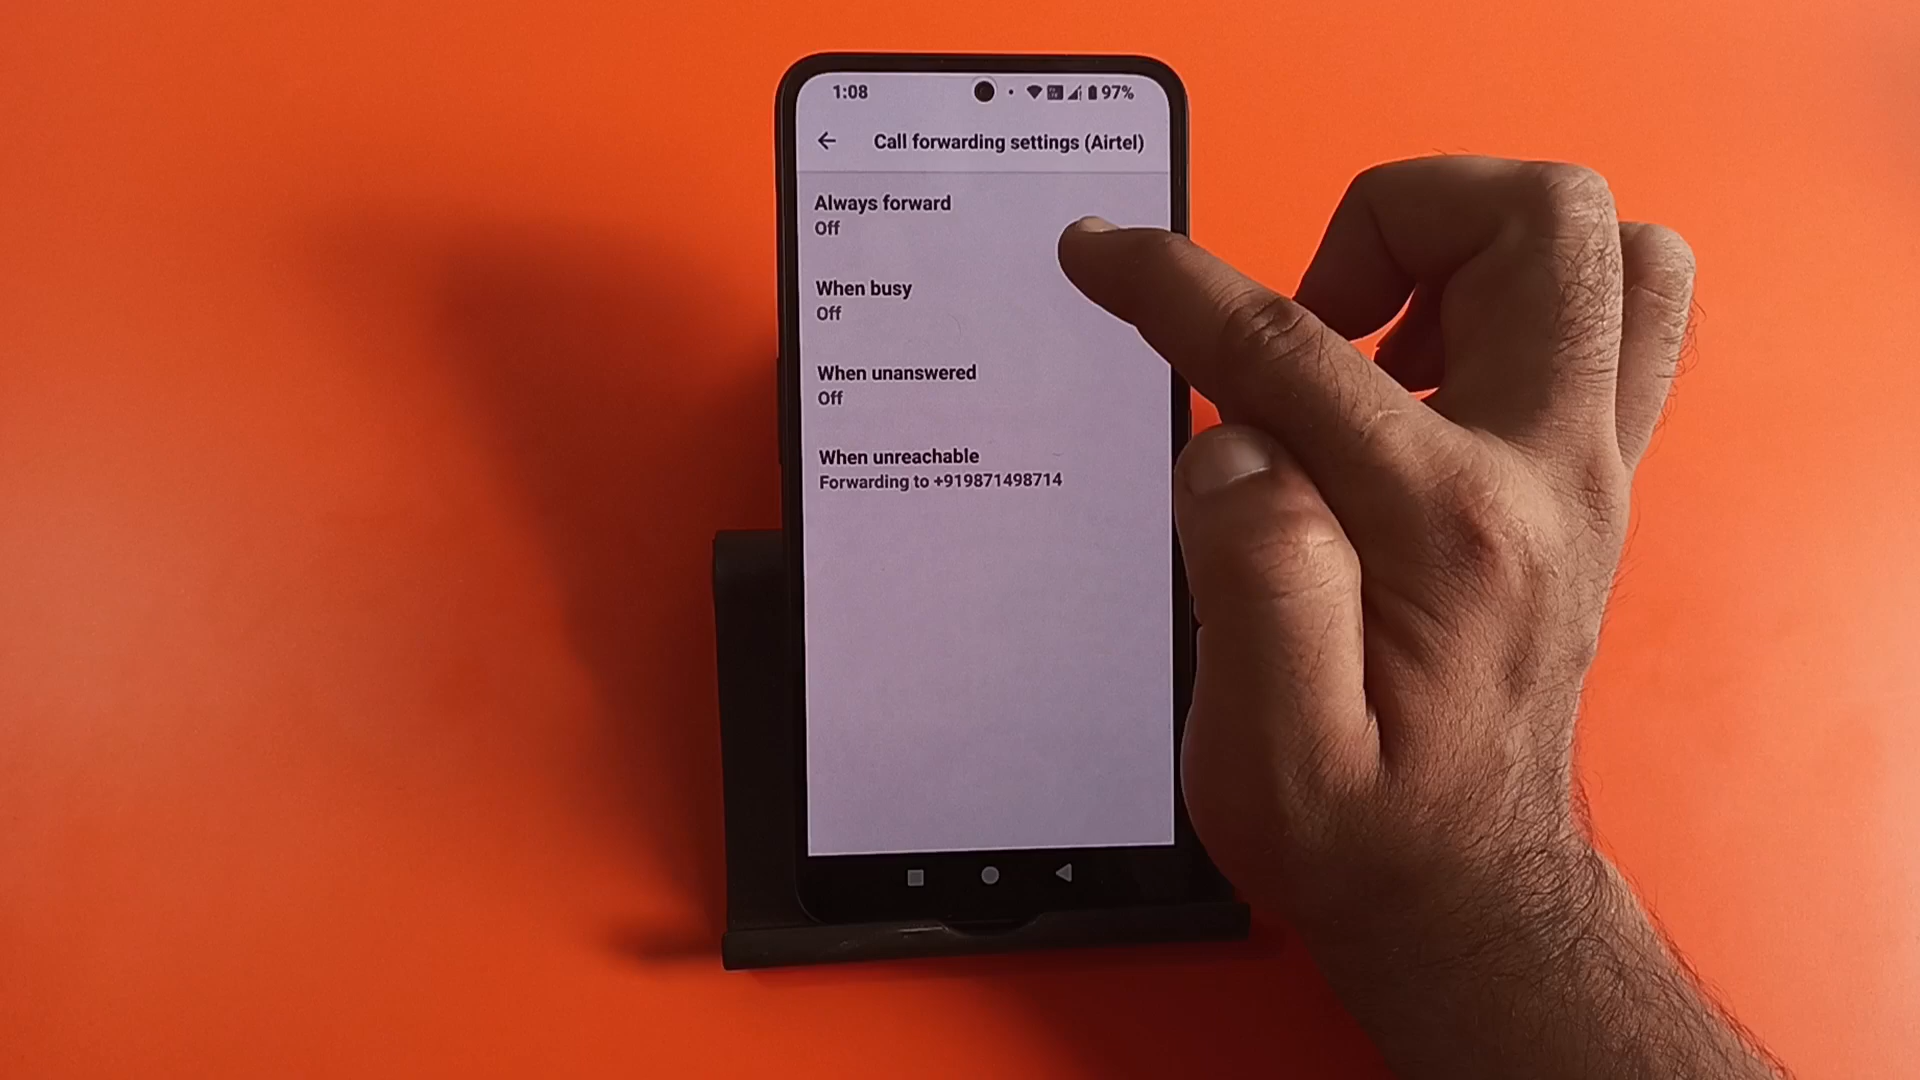 1:08
97%
Call forwarding settings (Airtel)
Always forward
Off
When busy
Off
When unanswered
Off
When unreachable
Forwarding to +919871498714